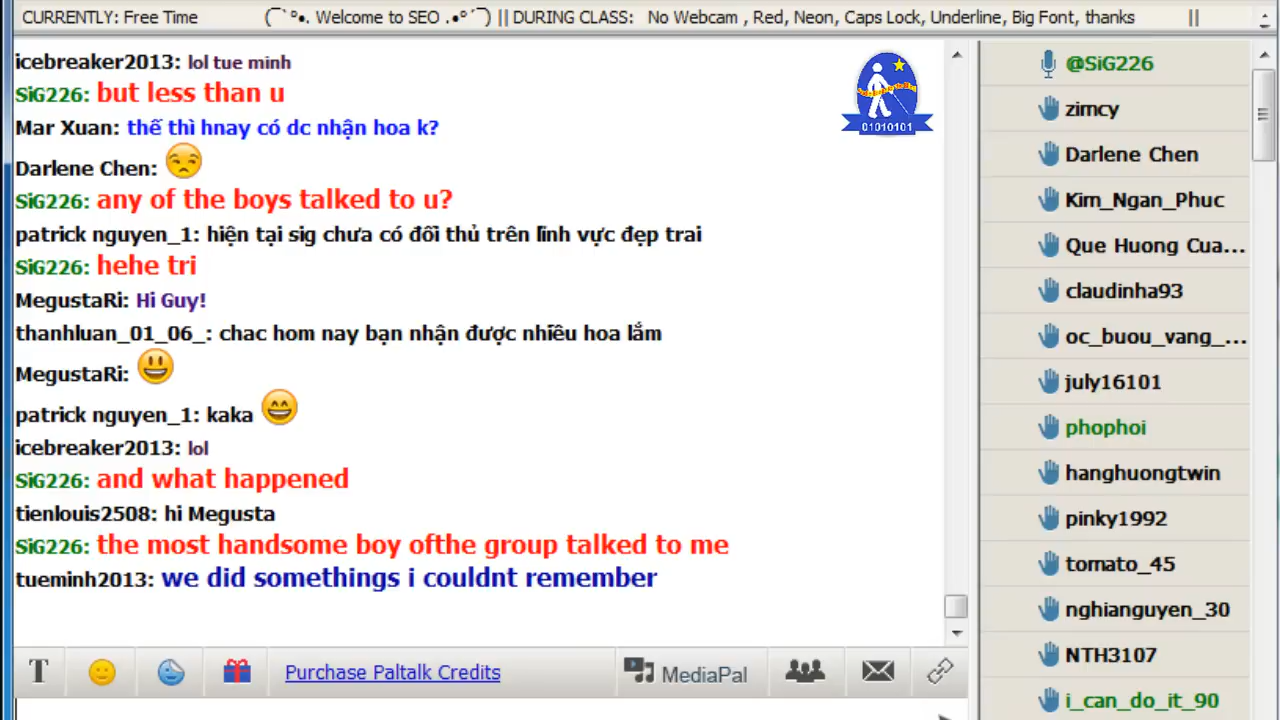 CURRENTLY: Free Time (¯`°•. Welcome to SEO .•°´¯) || DURING CLASS: No Webcam , Red, Neon, Caps Lock, Underline, Big Font, thanks ||
icebreaker2013: lol tue minh
SiG226: but less than u
Mar Xuan: thế thì hnay có dc nhận hoa k?
Darlene Chen:
SiG226: any of the boys talked to u?
patrick nguyen_1: hiện tại sig chưa có đối thủ trên lĩnh vực đẹp trai
SiG226: hehe tri
MegustaRi: Hi Guy!
thanhluan_01_06_: chac hom nay bạn nhận được nhiều hoa lắm
MegustaRi:
patrick nguyen_1: kaka
icebreaker2013: lol
SiG226: and what happened
tienlouis2508: hi Megusta
SiG226: the most handsome boy ofthe group talked to me
tueminh2013: we did somethings i couldnt remember
T
Purchase Paltalk Credits
MediaPal
01010101
@SiG226
zimcy
Darlene Chen
Kim_Ngan_Phuc
Que Huong Cua...
claudinha93
oc_buou_vang_...
july16101
phophoi
hanghuongtwin
pinky1992
tomato_45
nghianguyen_30
NTH3107
i_can_do_it_90